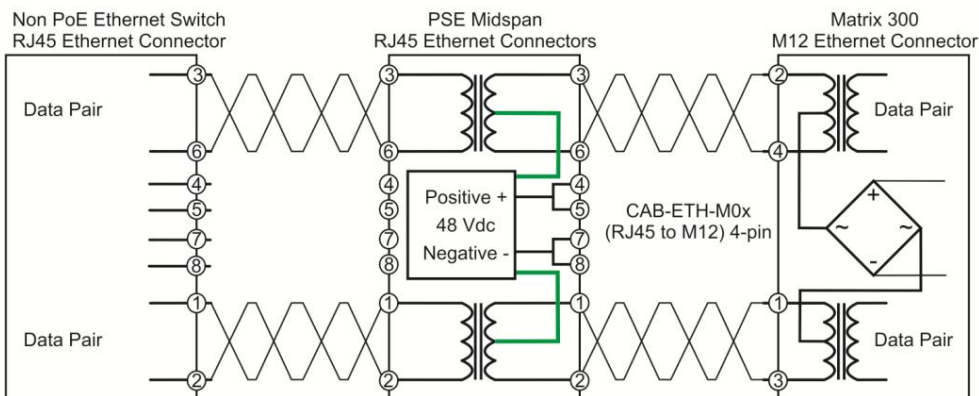 Non PoE Ethernet Switch
RJ45 Ethernet Connector
PSE Midspan
RJ45 Ethernet Connectors
Matrix 300
M12 Ethernet Connector
3
3
3
2
Data Pair
Data Pair
6
6
6
4
4
4
4
5
5
5
7
7
7
8
8
8
Positive +
48 Vdc
Negative -
CAB-ETH-M0x
(RJ45 to M12) 4-pin
+
~
~
-
1
1
1
1
Data Pair
Data Pair
2
2
2
3